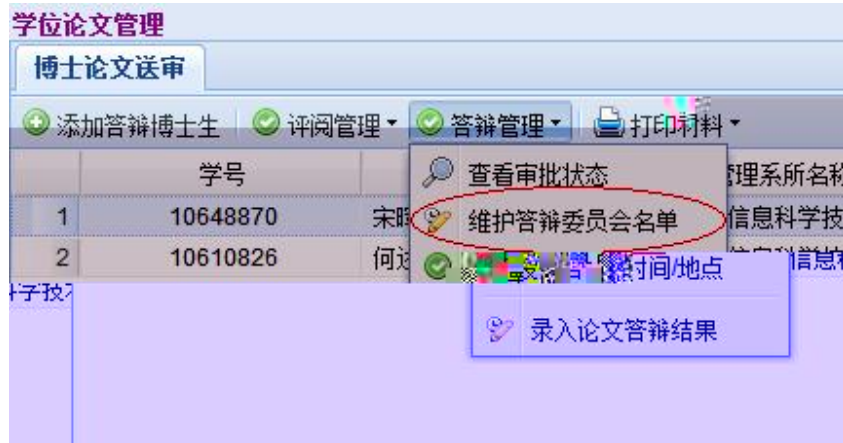 学位论文管理
博士论文送审
添加答辩博士生 评阅管理 答辩管理 打印材料
学号 管理系所名称
查看审批状态
1 10648870 宋 信息科学技
维护答辩委员会名单
2 10610826 何 信息
时间/地点
录入论文答辩结果